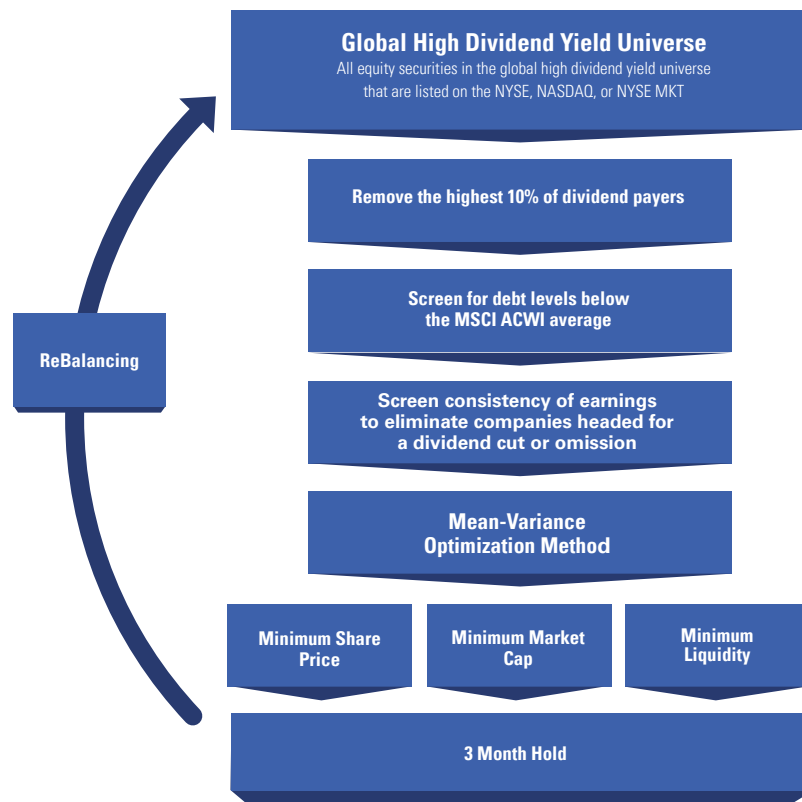 Global High Dividend Yield Universe
All equity securities in the global high dividend yield universe
that are listed on the NYSE, NASDAQ, or NYSE MKT
Remove the highest 10% of dividend payers
Screen for debt levels below
the MSCI ACWI average
ReBalancing
Screen consistency of earnings
to eliminate companies headed for
a dividend cut or omission
Mean-Variance
Optimization Method
Minimum Share
Price
Minimum Market
Cap
Minimum
Liquidity
3 Month Hold